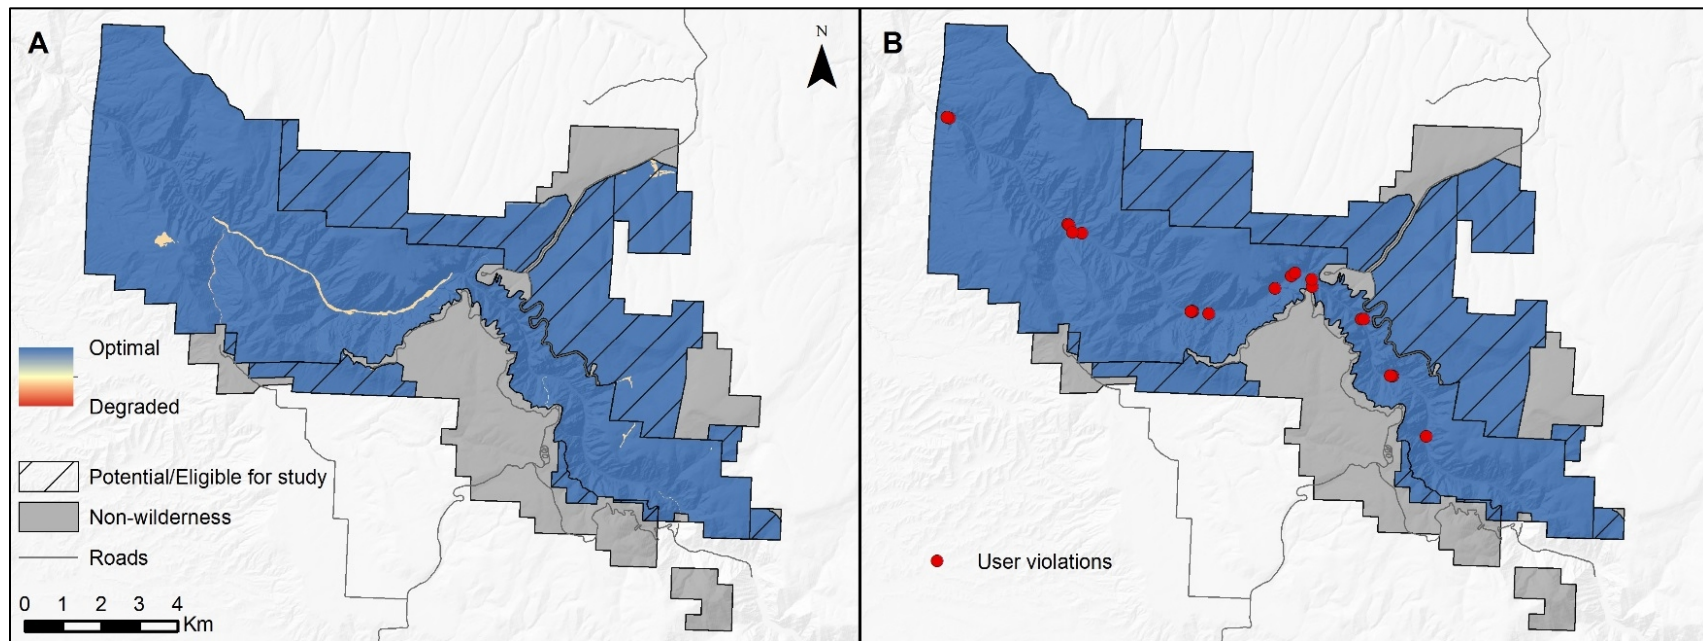 A
N
Optimal
Degraded
Potential/Eligible for study
Non-wilderness
Roads
0 1 2 3 4
Km
B
User violations